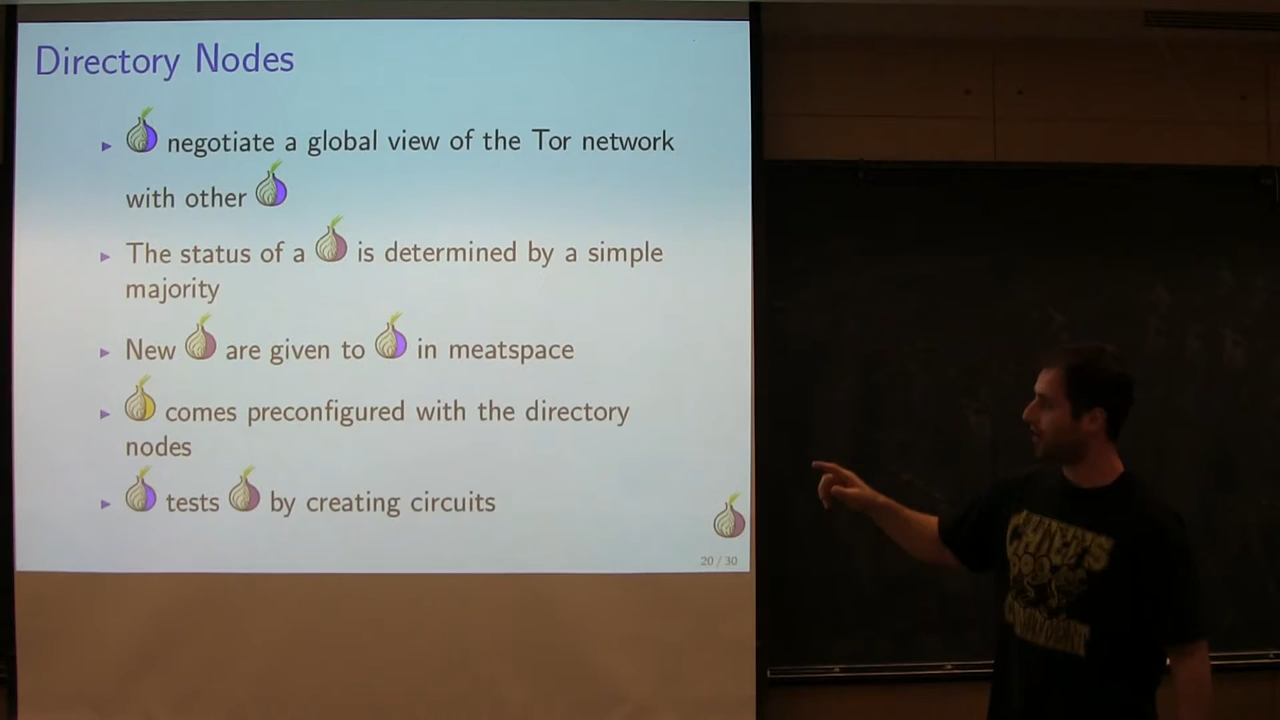 Directory Nodes
negotiate a global view of the Tor network
with other
The status of a is determined by a simple
majority
New are given to in meatspace
comes preconfigured with the directory
nodes
tests by creating circuits
20 / 30
CHIEF'S